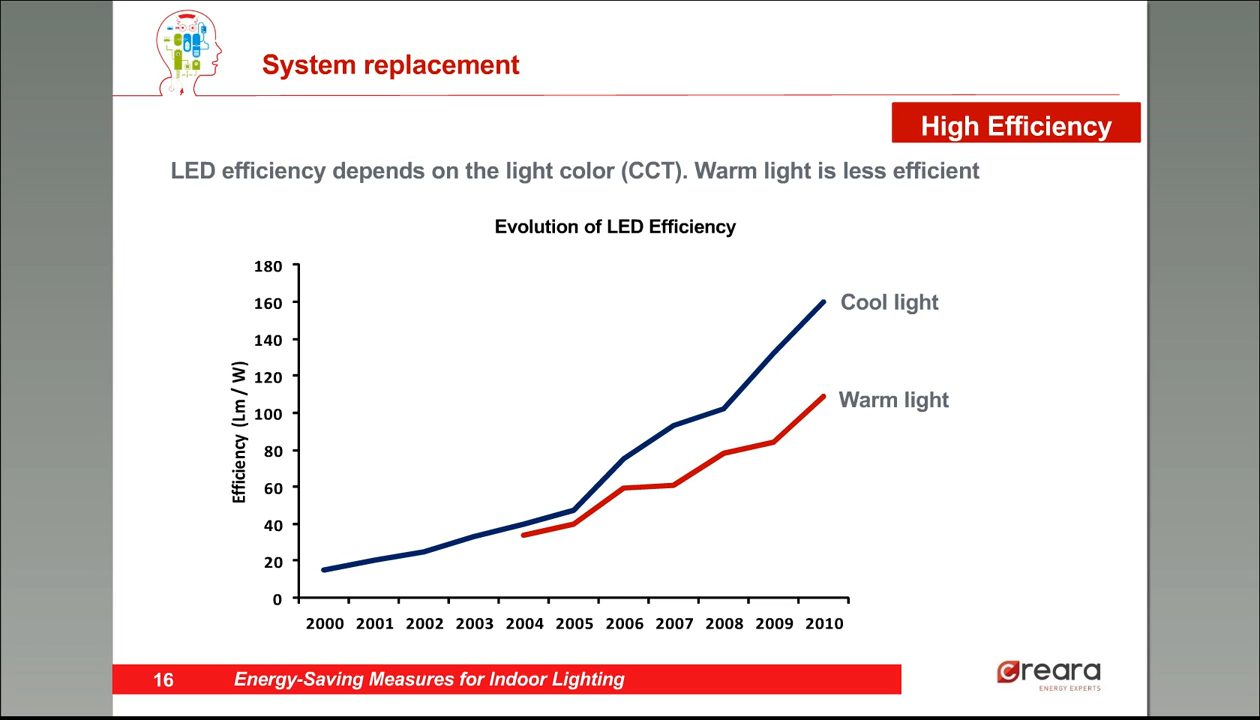 System replacement
High Efficiency
LED efficiency depends on the light color (CCT). Warm light is less efficient
Evolution of LED Efficiency
Efficiency (Lm / W)
180
160
140
120
100
80
60
40
20
0
Cool light
Warm light
2000 2001 2002 2003 2004 2005 2006 2007 2008 2009 2010
16 Energy-Saving Measures for Indoor Lighting
creara
ENERGY EXPERTS